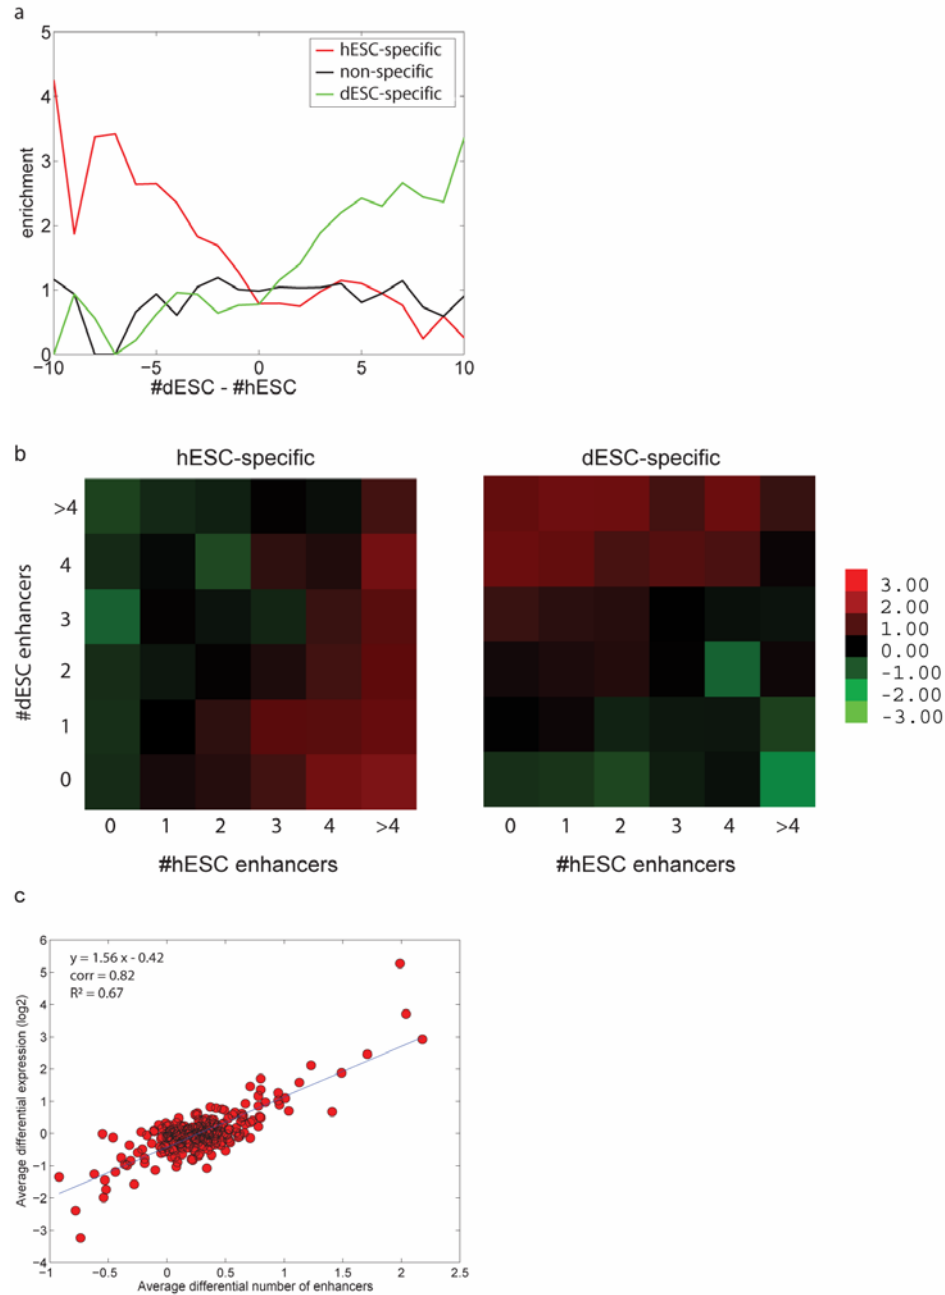 a
5
4
3
2
1
0
enrichment
hESC-specific
non-specific
dESC-specific
−10 −5 0 5 10
#dESC - #hESC
b
hESC-specific dESC-specific
>4
4
3
2
1
0
#dESC enhancers
0 1 2 3 4 >4
#hESC enhancers
0 1 2 3 4 >4
#hESC enhancers
3.00
2.00
1.00
0.00
-1.00
-2.00
-3.00
c
6
5
4
3
2
1
0
−1
−2
−3
−4
Average differential expression (log2)
y = 1.56 x - 0.42
corr = 0.82
R² = 0.67
−1 −0.5 0 0.5 1 1.5 2 2.5
Average differential number of enhancers